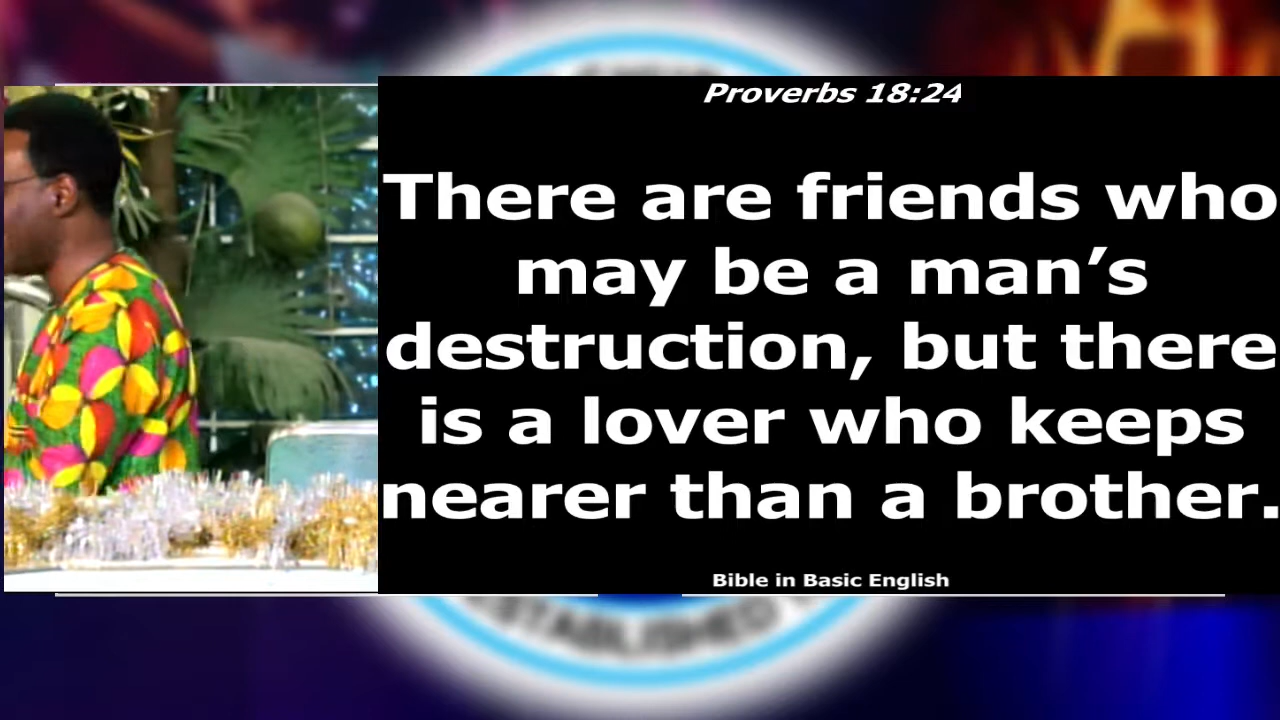 Proverbs 18:24
There are friends who
may be a man’s
destruction, but there
is a lover who keeps
nearer than a brother.
Bible in Basic English